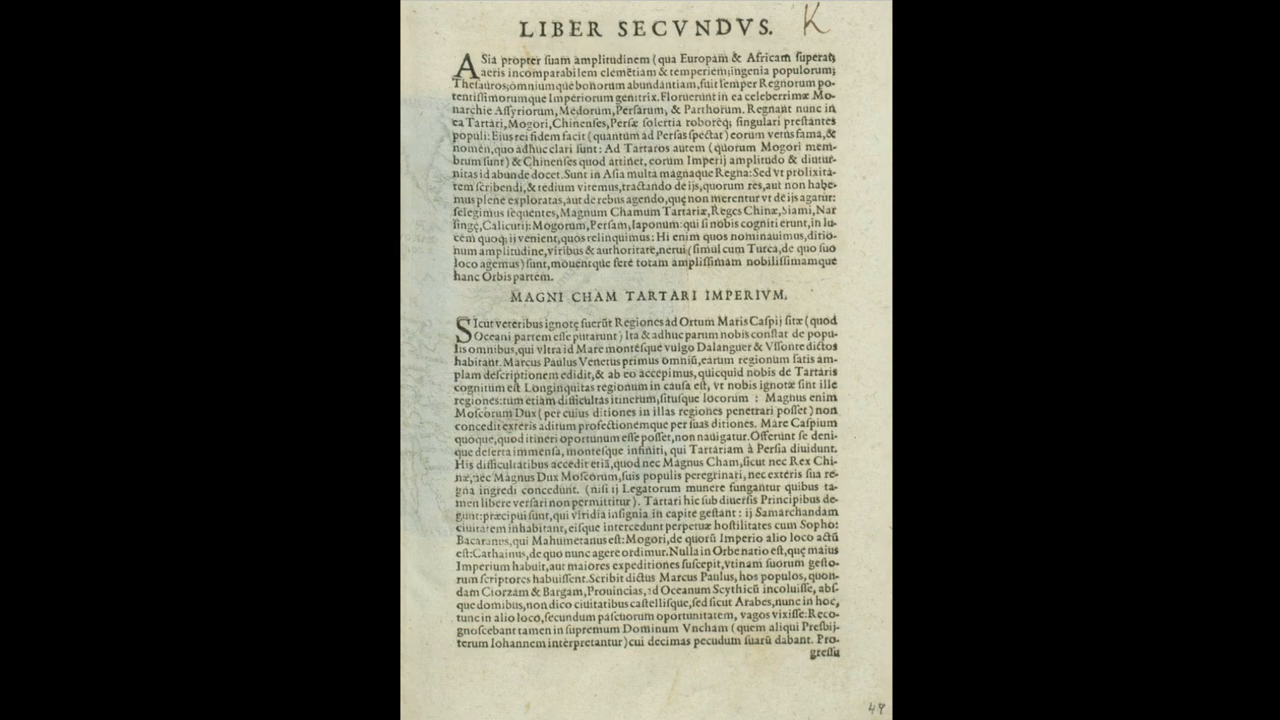 LIBER SECVNDVS. K
ASia propter suam amplitudinem (qua Europam & Africam superat;
aeris incomparabilem clemētiam & temperiem;ingenia populorum;
Thesauros;omniumque bonorum abundantiam,fuit semper Regnorum po-
tentissimorumque Imperiorum genitrix.Floruerunt in ea celeberrimæ Mo-
narchie Assyriorum, Medorum,Persarum, & Parthorum. Regnant nunc in
ea Tartari, Mogori, Chinenses,Persæ solertia roboreq; singulari prestantes
populi: Eius rei fidem facit (quantum ad Persas spectat) eorum vetus fama,&
nomen,quo adhuc clari sunt: Ad Tartaros autem (quorum Mogori mem-
brum sunt) & Chinenses quod attinet, eorum Imperij amplitudo & diutur-
nitas id abunde docet.Sunt in Asia multa magnaque Regna: Sed vt prolixita-
tem scribendi,& tedium vitemus,tractando de ijs,quorum res,aut non habe-
mus plene exploratas,aut de rebus agendo,quę non merentur vt de ijs agatur:
selegimus sequentes, Magnum Chamum Tartariæ,Reges Chinæ,Siami, Nar
singę,Calicutij: Mogorum, Persam, Iaponum: qui si nobis cogniti erunt,in lu-
cem quoq; ij venient,quos relinquimus: Hi enim quos nominauimus,ditio-
num amplitudine,viribus & authoritate,nerui (simul cum Turca,de quo suo
loco agemus) sunt,mouentque ferè totam amplissimam nobilissimamque
hanc Orbis partem.
MAGNI CHAM TARTARI IMPERIVM.
SIcut veteribus ignotę fuerūt Regiones ad Ortum Maris Caspij sitæ (quod
Oceani partem esse putarunt) Ita & adhuc parum nobis constat de popu-
lis omnibus,qui vltra id Mare montesque vulgo Dalanguer & Vssonte dictos
habitant. Marcus Paulus Venetus primus omniū,earum regionum satis am-
plam descriptionem edidit,& ab eo accepimus,quicquid nobis de Tartaris
cognitum est Longinquitas regionum in causa est, vt nobis ignotæ sint ille
regiones:tum etiam difficultas itinerum,situsque locorum : Magnus enim
Moscorum Dux (per cuius ditiones in illas regiones penetrari posset) non
concedit exteris aditum profectionemque per suas ditiones. Mare Caspium
quoque,quod itineri oportunum esse posset,non nauigatur.Offerunt se deni-
que deserta immensa, montesque infiniti, qui Tartariam à Persia diuidunt.
His difficultatibus accedit etiā,quod nec Magnus Cham,sicut nec Rex Chi-
næ,nec Magnus Dux Moscorum,suis populis peregrinari, nec exteris sua re-
gna ingredi concedunt. (nisi ij Legatorum munere fungantur quibus ta-
men libere versari non permittitur). Tartari hic sub diuersis Principibus de-
gunt:præcipui sunt,qui viridia insignia in capite gestant : ij Samarchandam
ciuitatem inhabitant, eisque intercedunt perpetuæ hostilitates cum Sopho:
Bacaranus,qui Mahumetanus est: Mogori,de quorū Imperio alio loco actū
est:Cathainus,de quo nunc agere ordimur.Nulla in Orbe natio est,quę maius
Imperium habuit,aut maiores expeditiones suscepit,vtinam suorum gesto-
rum scriptores habuissent.Scribit dictus Marcus Paulus, hos populos, quon-
dam Ciorzam & Bargam, Prouincias, ad Oceanum Scythicū incoluisse, abs-
que domibus,non dico ciuitatibus castellisque,sed sicut Arabes,nunc in hoc,
tunc in alio loco,secundum pascuorum oportunitatem, vagos vixisse:Reco-
gnoscebant tamen in supremum Dominum Vncham (quem aliqui Presbij-
terum Iohannem interpretantur) cui decimas pecudum suarū dabant. Pro-
gressu
48